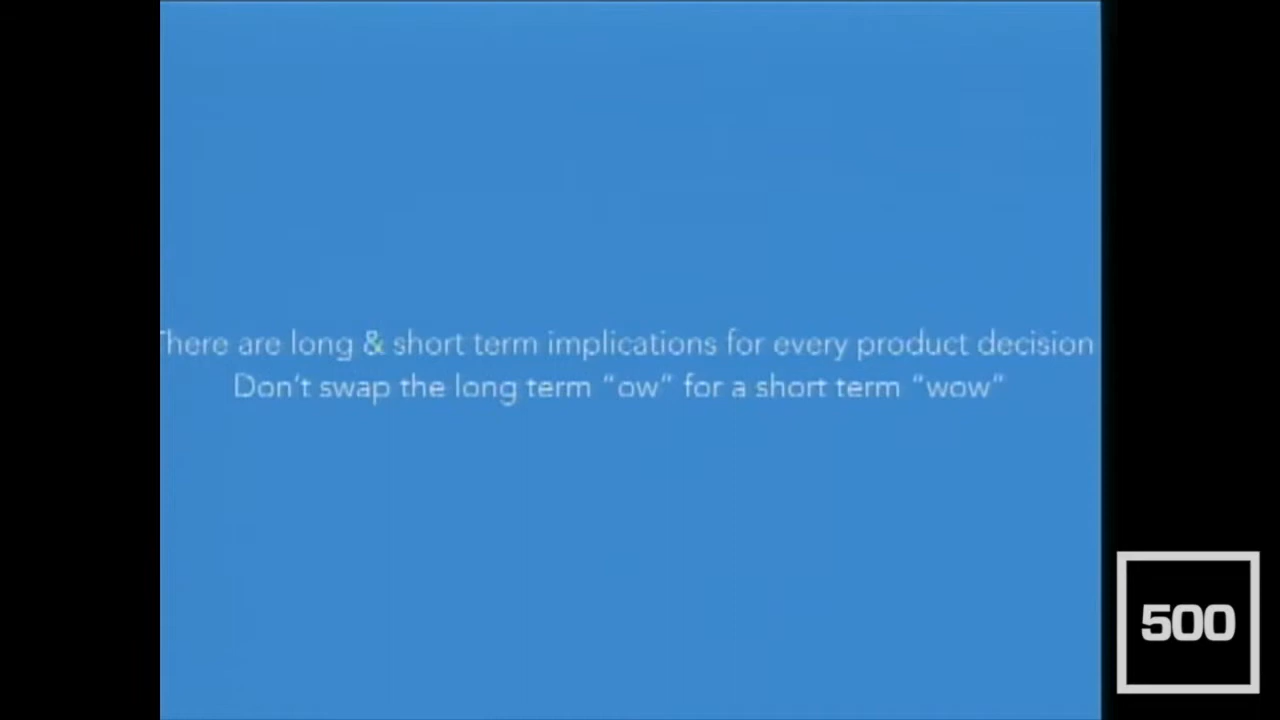 There are long & short term implications for every product decision
Don't swap the long term “ow” for a short term “wow”
500